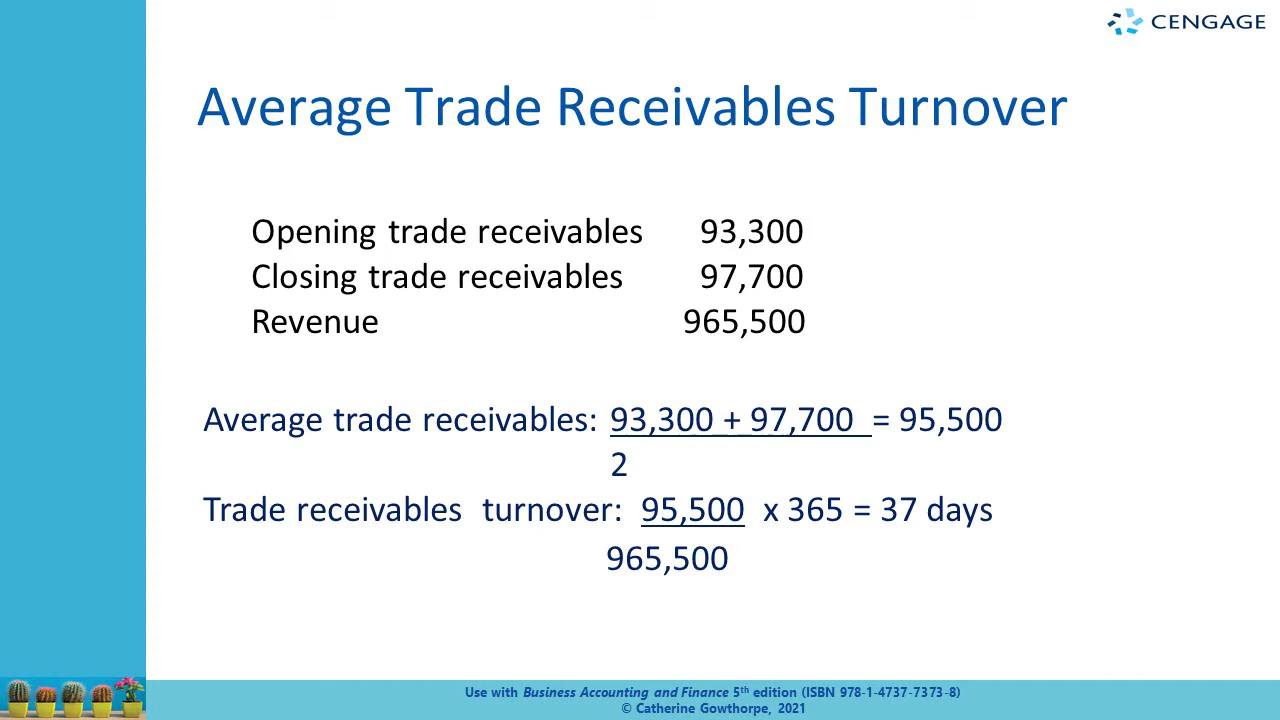 CENGAGE
Average Trade Receivables Turnover
Opening trade receivables 93,300
Closing trade receivables 97,700
Revenue 965,500
Average trade receivables: 93,300 + 97,700 = 95,500
2
Trade receivables turnover: 95,500 x 365 = 37 days
965,500
Use with Business Accounting and Finance 5th edition (ISBN 978-1-4737-7373-8)
© Catherine Gowthorpe, 2021